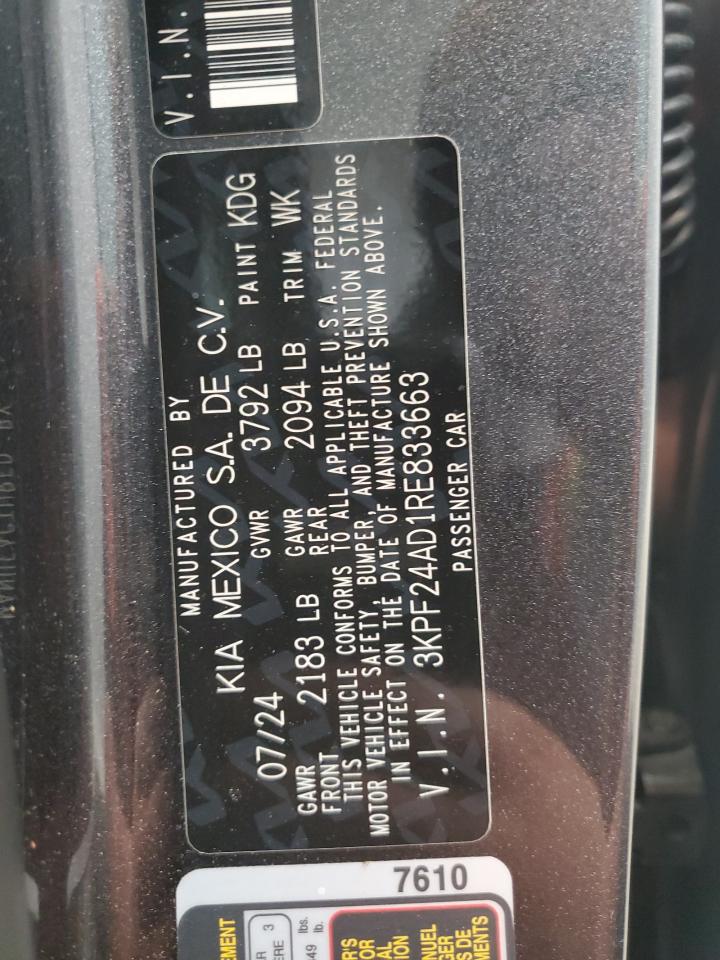 V.I.N.
MANUFACTURED BY
KIA MEXICO S.A. DE C.V.
07/24 GVWR 3792 LB PAINT KDG
GAWR FRONT 2183 LB GAWR REAR 2094 LB TRIM WK
THIS VEHICLE CONFORMS TO ALL APPLICABLE U.S.A. FEDERAL
MOTOR VEHICLE SAFETY, BUMPER, AND THEFT PREVENTION STANDARDS
IN EFFECT ON THE DATE OF MANUFACTURE SHOWN ABOVE.
V.I.N. 3KPF24AD1RE833663
PASSENGER CAR
7610